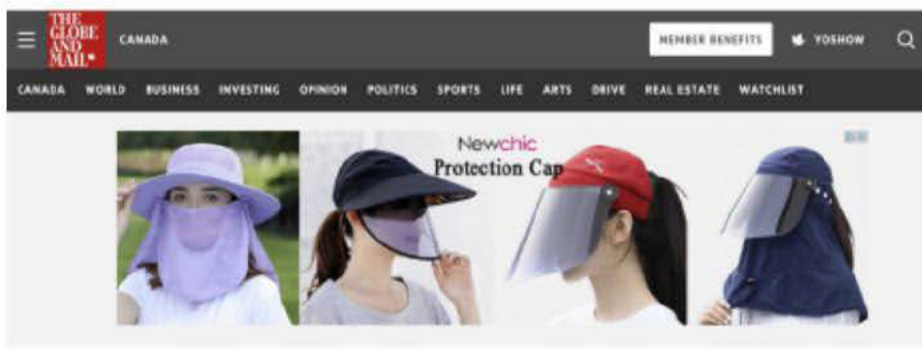 THE
GLOBE
AND
MAIL*
CANADA
MEMBER BENEFITS
YOSHOW
CANADA WORLD BUSINESS INVESTING OPINION POLITICS SPORTS LIFE ARTS DRIVE REAL ESTATE WATCHLIST
Newchic
Protection Cap